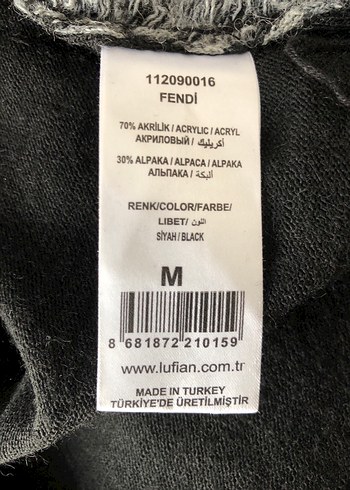 112090016
FENDİ
70% AKRİLİK / ACRYLIC / ACRYL
АКРИЛОВЫЙ / أكريليك
30% ALPAKA / ALPACA / ALPAKA
АЛЬПАКА / ألبكة
RENK/COLOR/FARBE/
LIBET/ اللون
SİYAH / BLACK
M
8 681872 210159
www.lufian.com.tr
MADE IN TURKEY
TÜRKİYE'DE ÜRETİLMİŞTİR